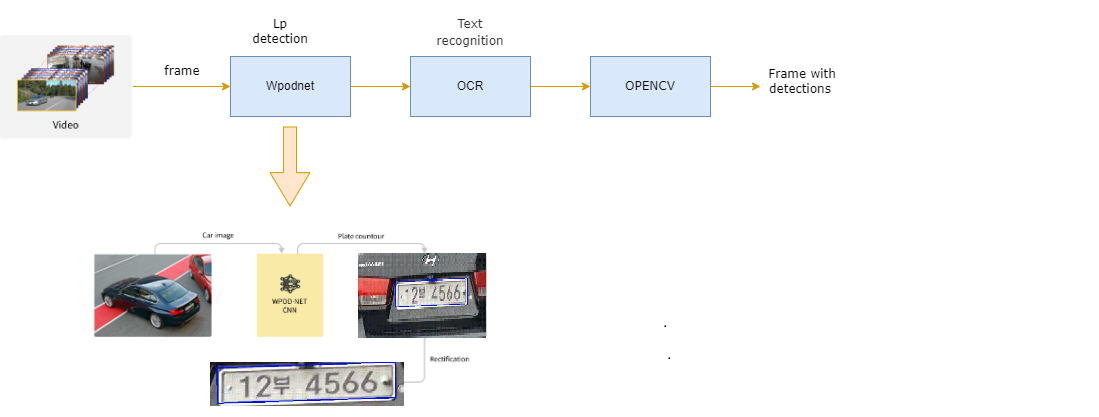 Lp
detection
Text
recognition
frame
Wpodnet
OCR
OPENCV
Frame with
detections
Video
Car image
Plate countour
WPOD-NET
CNN
12부 4566
Rectification
12부 4566